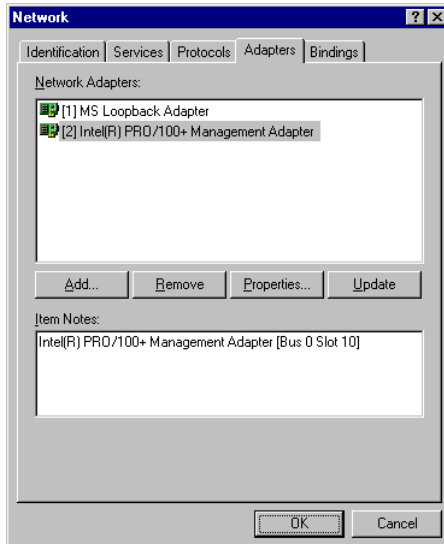 Network
Identification Services Protocols Adapters Bindings
Network Adapters:
[1] MS Loopback Adapter
[2] Intel(R) PRO/100+ Management Adapter
Add... Remove Properties... Update
Item Notes:
Intel(R) PRO/100+ Management Adapter [Bus 0 Slot 10]
OK Cancel